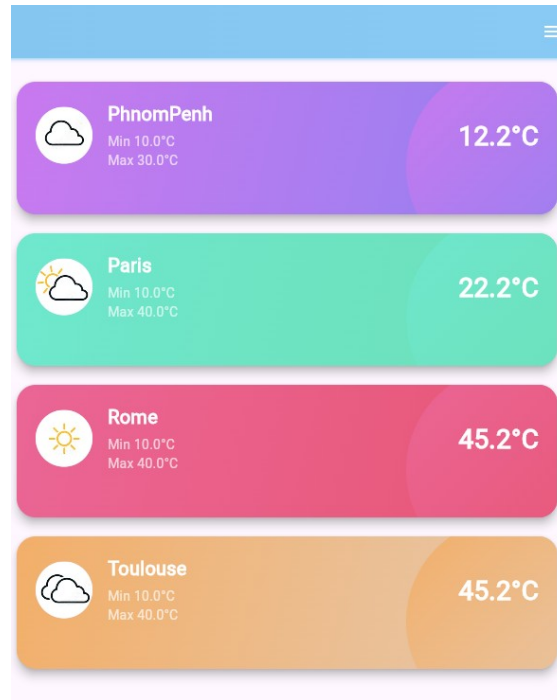 PhnomPenh
Min 10.0°C
Max 30.0°C
12.2°C
Paris
Min 10.0°C
Max 40.0°C
22.2°C
Rome
Min 10.0°C
Max 40.0°C
45.2°C
Toulouse
Min 10.0°C
Max 40.0°C
45.2°C